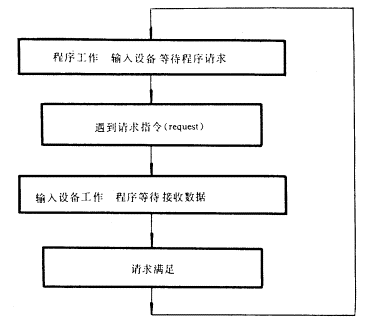 程序工作 输入设备等待程序请求
遇到请求指令(request)
输入设备工作 程序等待接收数据
请求满足